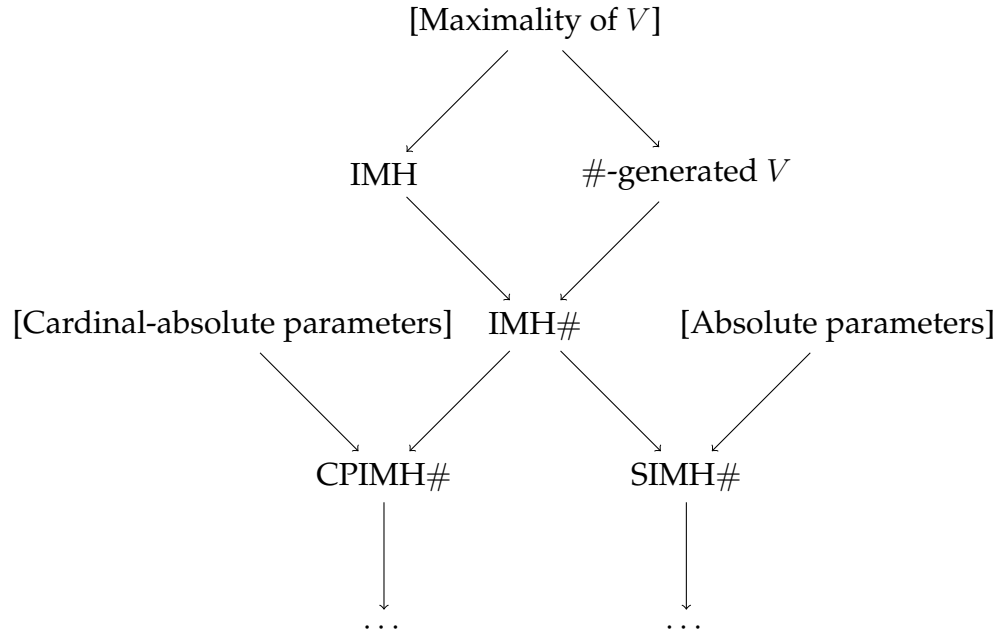 [Maximality of V]
IMH #-generated V
[Cardinal-absolute parameters] IMH# [Absolute parameters]
CPIMH# SIMH#
... ...